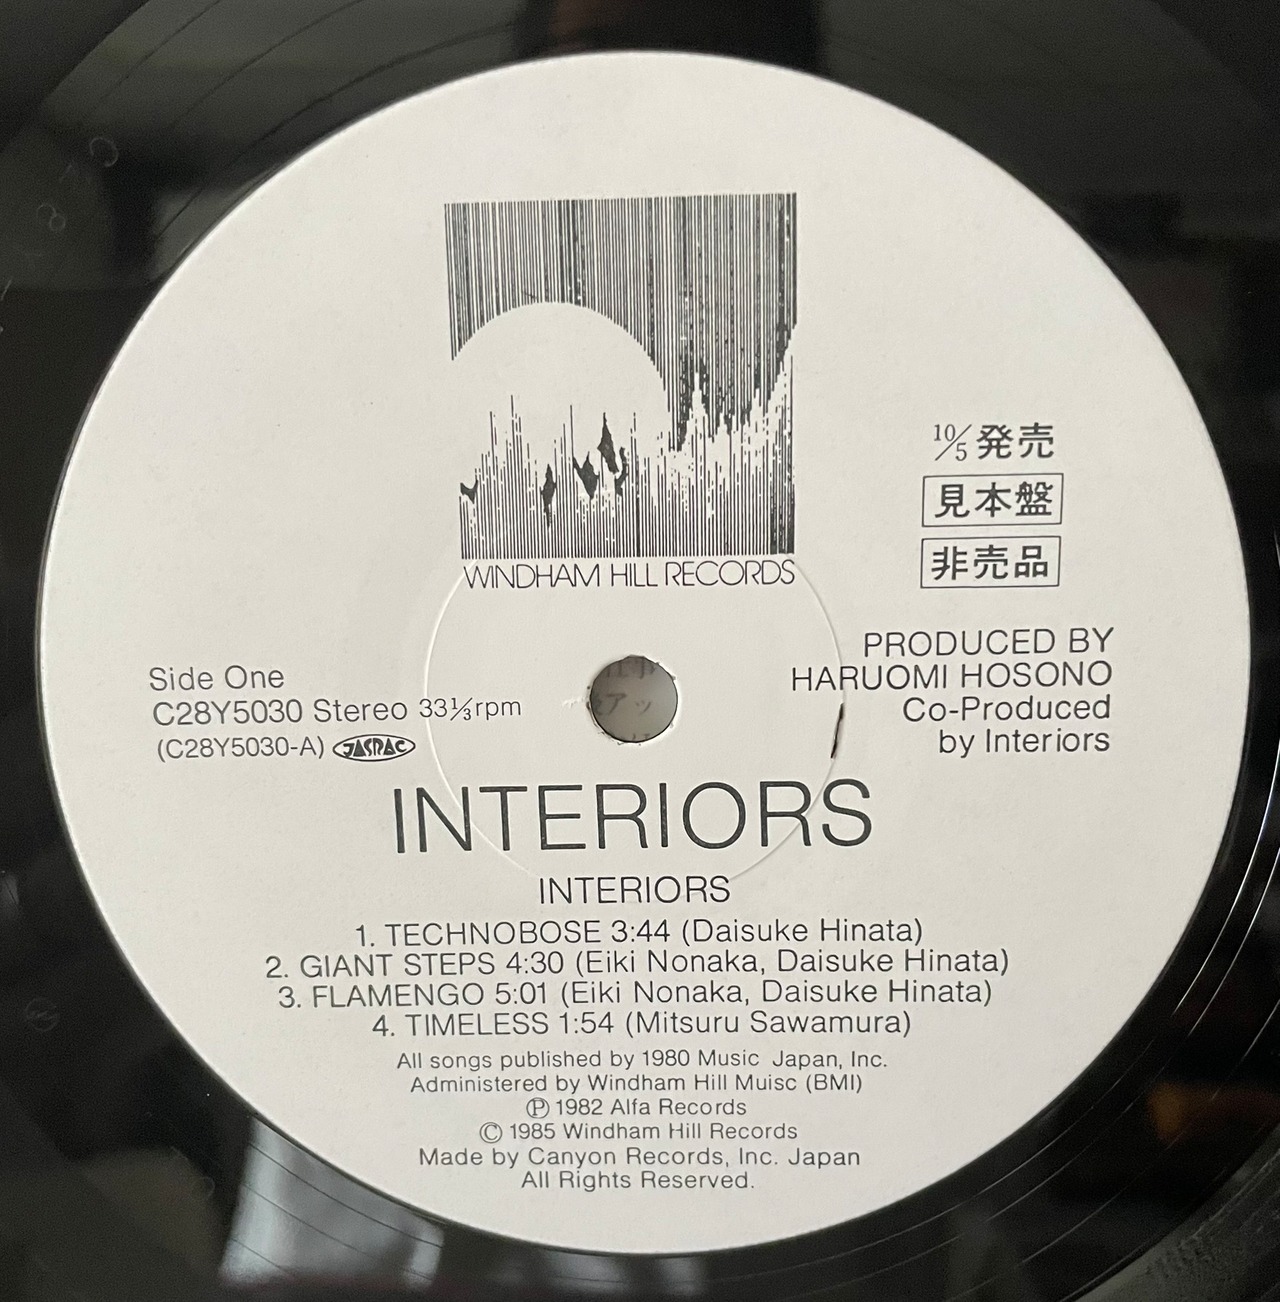 WINDHAM HILL RECORDS
10/5 発売
見本盤
非売品
PRODUCED BY
HARUOMI HOSONO
Co-Produced
by Interiors
Side One
C28Y5030 Stereo 33⅓rpm
(C28Y5030-A) JASRAC
INTERIORS
INTERIORS
1. TECHNOBOSE 3:44 (Daisuke Hinata)
2. GIANT STEPS 4:30 (Eiki Nonaka, Daisuke Hinata)
3. FLAMENGO 5:01 (Eiki Nonaka, Daisuke Hinata)
4. TIMELESS 1:54 (Mitsuru Sawamura)
All songs published by 1980 Music Japan, Inc.
Administered by Windham Hill Muisc (BMI)
Ⓟ 1982 Alfa Records
© 1985 Windham Hill Records
Made by Canyon Records, Inc. Japan
All Rights Reserved.